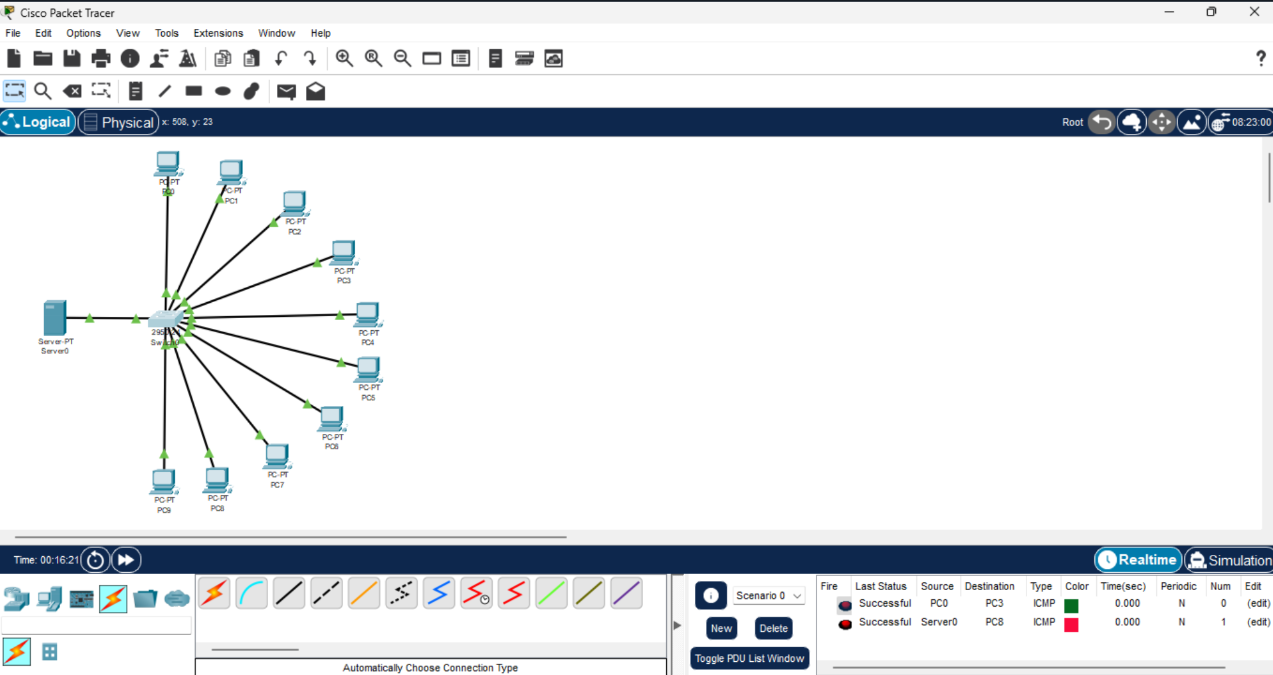 Cisco Packet Tracer
File Edit Options View Tools Extensions Window Help
?
Logical Physical x: 508, y: 23 Root 08:23:00
PC-PT
PC0
PC-PT
PC1
PC-PT
PC2
PC-PT
PC3
PC-PT
PC4
PC-PT
PC5
Server-PT
Server0
PC-PT
PC-PT
PC7
PC-PT
PC-PT
PC9
Time: 00:16:21 Realtime Simulation
Scenario 0
New Delete
Toggle PDU List Window
Fire Last Status Source Destination Type Color Time(sec) Periodic Num Edit
Successful PC0 PC3 ICMP 0.000 N 0 (edit)
Successful Server0 PC8 ICMP 0.000 N 1 (edit)
Automatically Choose Connection Type